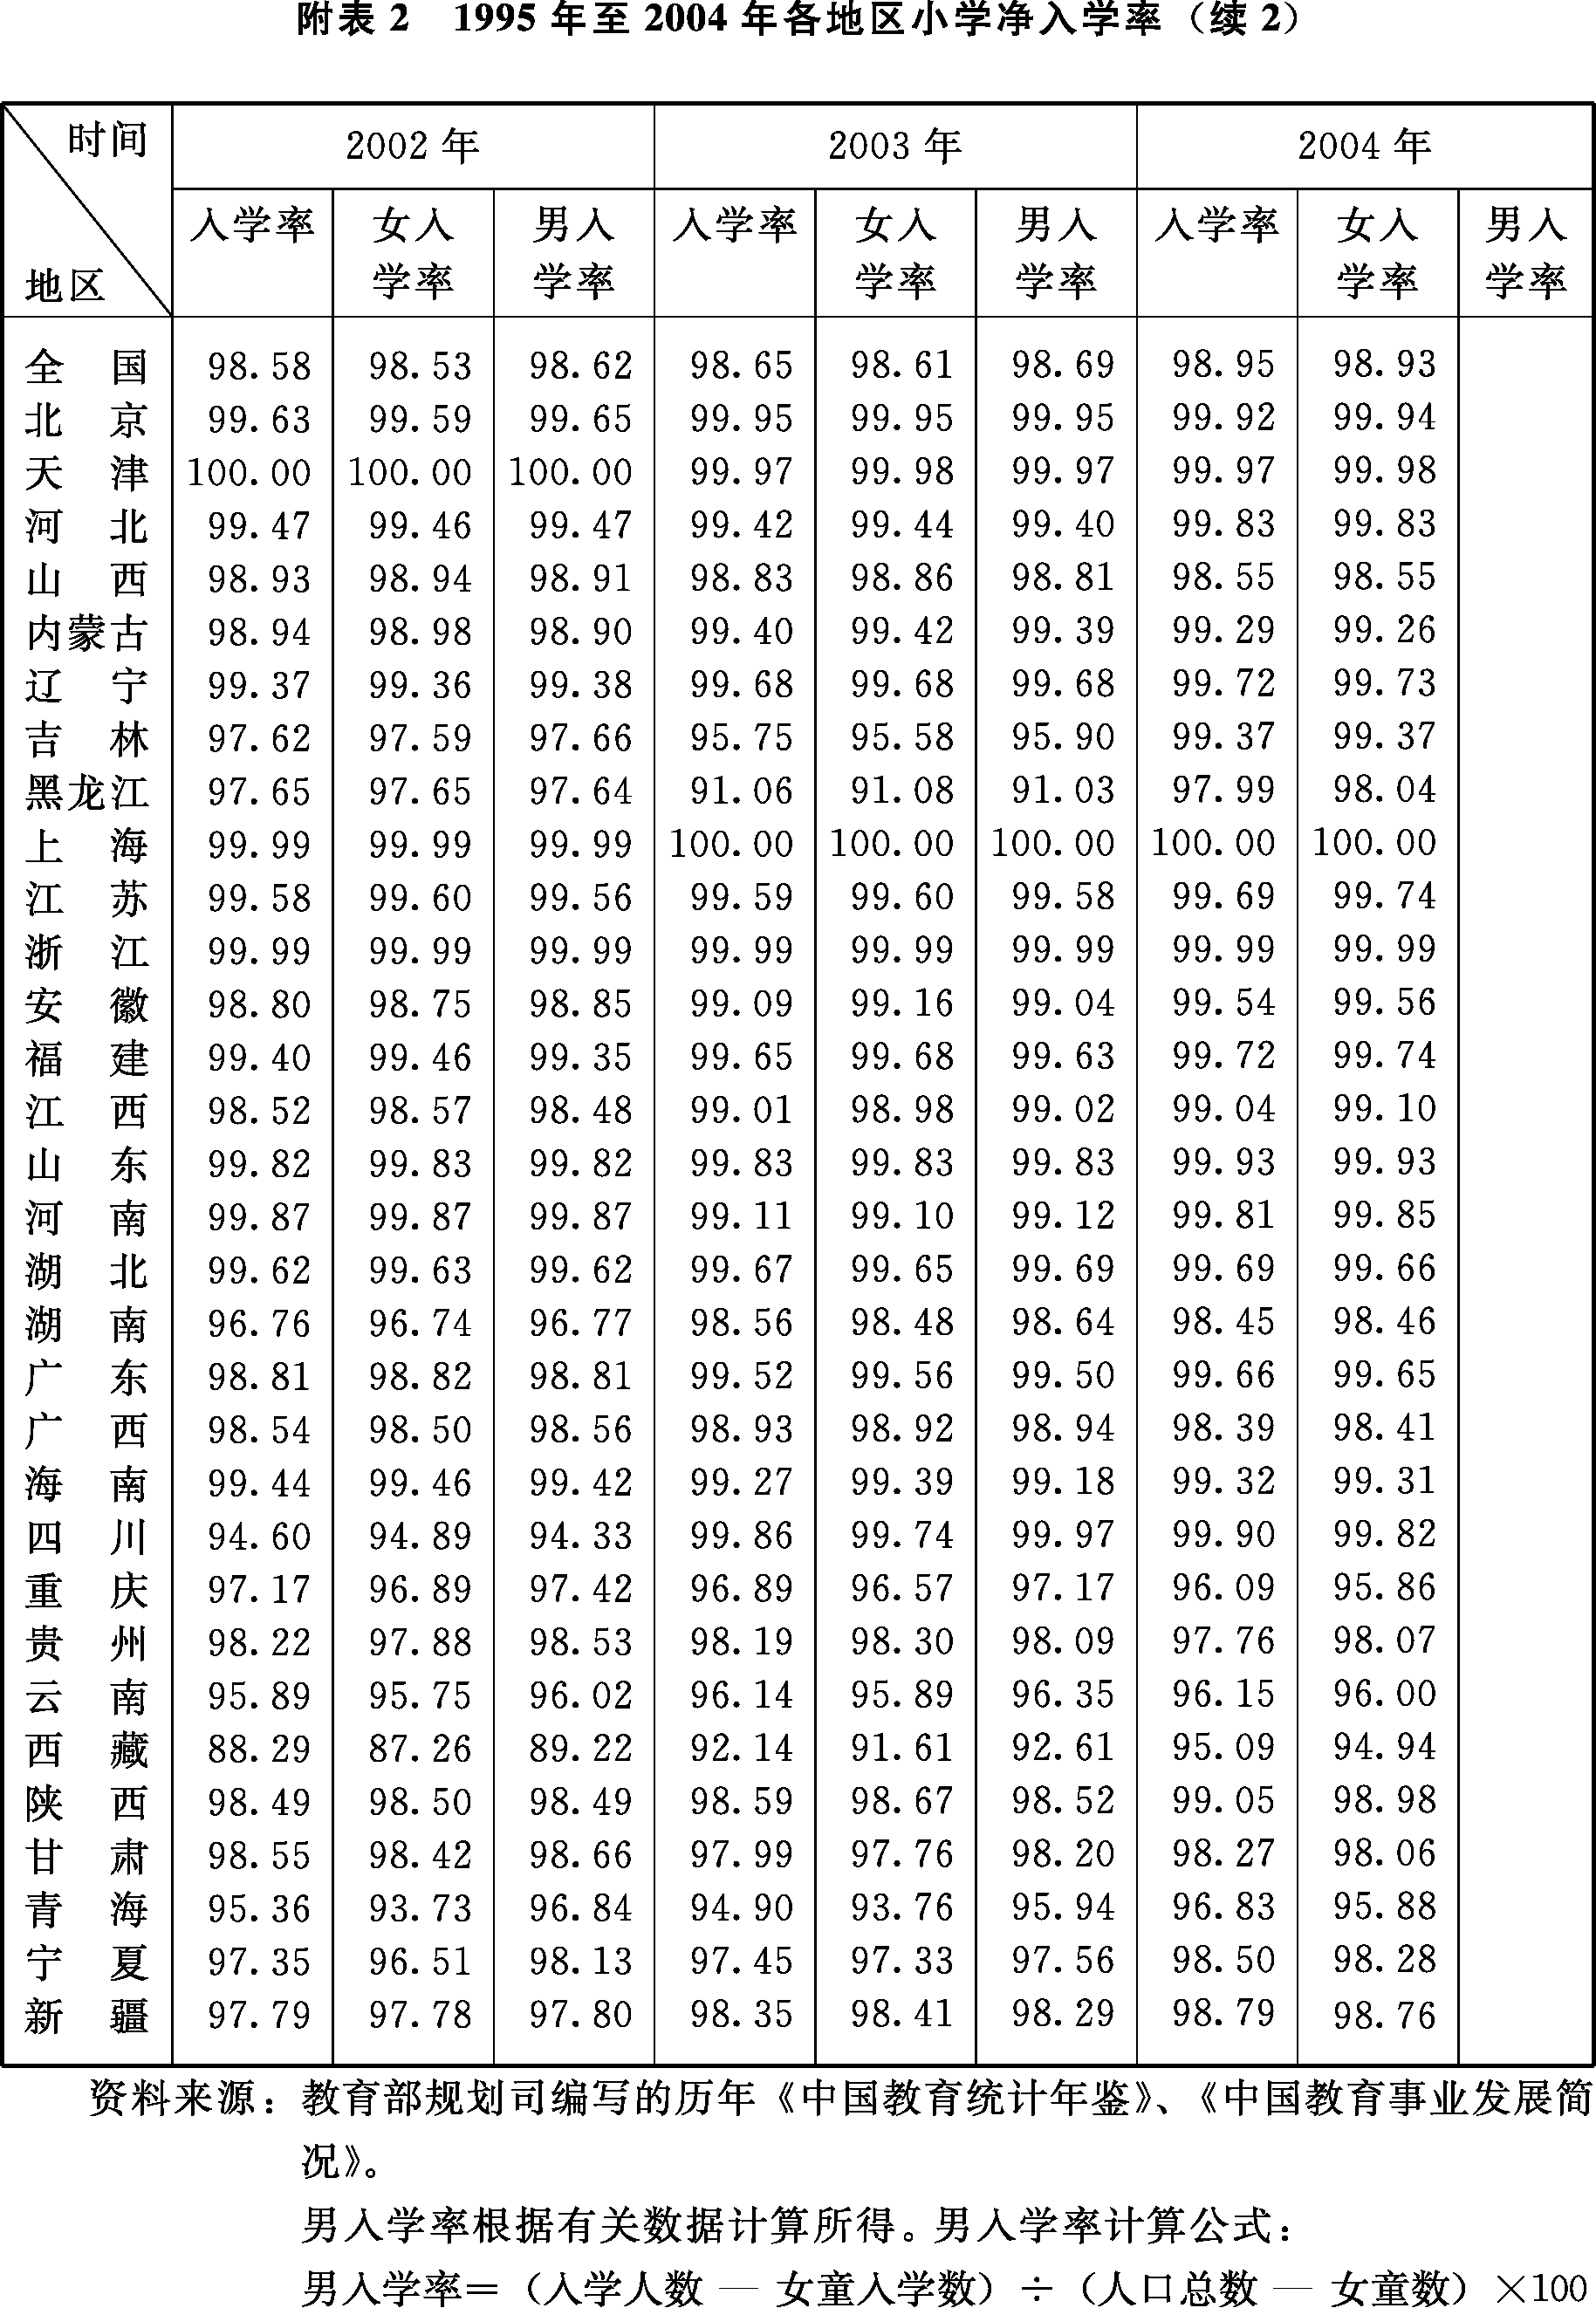 附表2 1995年至2004年各地区小学净入学率（续2）
时间 2002年 2003年 2004年
地区 入学率 女入学率 男入学率 入学率 女入学率 男入学率 入学率 女入学率 男入学率
全国 98.58 98.53 98.62 98.65 98.61 98.69 98.95 98.93
北京 99.63 99.59 99.65 99.95 99.95 99.95 99.92 99.94
天津 100.00 100.00 100.00 99.97 99.98 99.97 99.97 99.98
河北 99.47 99.46 99.47 99.42 99.44 99.40 99.83 99.83
山西 98.93 98.94 98.91 98.83 98.86 98.81 98.55 98.55
内蒙古 98.94 98.98 98.90 99.40 99.42 99.39 99.29 99.26
辽宁 99.37 99.36 99.38 99.68 99.68 99.68 99.72 99.73
吉林 97.62 97.59 97.66 95.75 95.58 95.90 99.37 99.37
黑龙江 97.65 97.65 97.64 91.06 91.08 91.03 97.99 98.04
上海 99.99 99.99 99.99 100.00 100.00 100.00 100.00 100.00
江苏 99.58 99.60 99.56 99.59 99.60 99.58 99.69 99.74
浙江 99.99 99.99 99.99 99.99 99.99 99.99 99.99 99.99
安徽 98.80 98.75 98.85 99.09 99.16 99.04 99.54 99.56
福建 99.40 99.46 99.35 99.65 99.68 99.63 99.72 99.74
江西 98.52 98.57 98.48 99.01 98.98 99.02 99.04 99.10
山东 99.82 99.83 99.82 99.83 99.83 99.83 99.93 99.93
河南 99.87 99.87 99.87 99.11 99.10 99.12 99.81 99.85
湖北 99.62 99.63 99.62 99.67 99.65 99.69 99.69 99.66
湖南 96.76 96.74 96.77 98.56 98.48 98.64 98.45 98.46
广东 98.81 98.82 98.81 99.52 99.56 99.50 99.66 99.65
广西 98.54 98.50 98.56 98.93 98.92 98.94 98.39 98.41
海南 99.44 99.46 99.42 99.27 99.39 99.18 99.32 99.31
四川 94.60 94.89 94.33 99.86 99.74 99.97 99.90 99.82
重庆 97.17 96.89 97.42 96.89 96.57 97.17 96.09 95.86
贵州 98.22 97.88 98.53 98.19 98.30 98.09 97.76 98.07
云南 95.89 95.75 96.02 96.14 95.89 96.35 96.15 96.00
西藏 88.29 87.26 89.22 92.14 91.61 92.61 95.09 94.94
陕西 98.49 98.50 98.49 98.59 98.67 98.52 99.05 98.98
甘肃 98.55 98.42 98.66 97.99 97.76 98.20 98.27 98.06
青海 95.36 93.73 96.84 94.90 93.76 95.94 96.83 95.88
宁夏 97.35 96.51 98.13 97.45 97.33 97.56 98.50 98.28
新疆 97.79 97.78 97.80 98.35 98.41 98.29 98.79 98.76
资料来源：教育部规划司编写的历年《中国教育统计年鉴》、《中国教育事业发展简
况》。
男入学率根据有关数据计算所得。男入学率计算公式：
男入学率＝（入学人数 — 女童入学数）÷（人口总数 — 女童数）×100